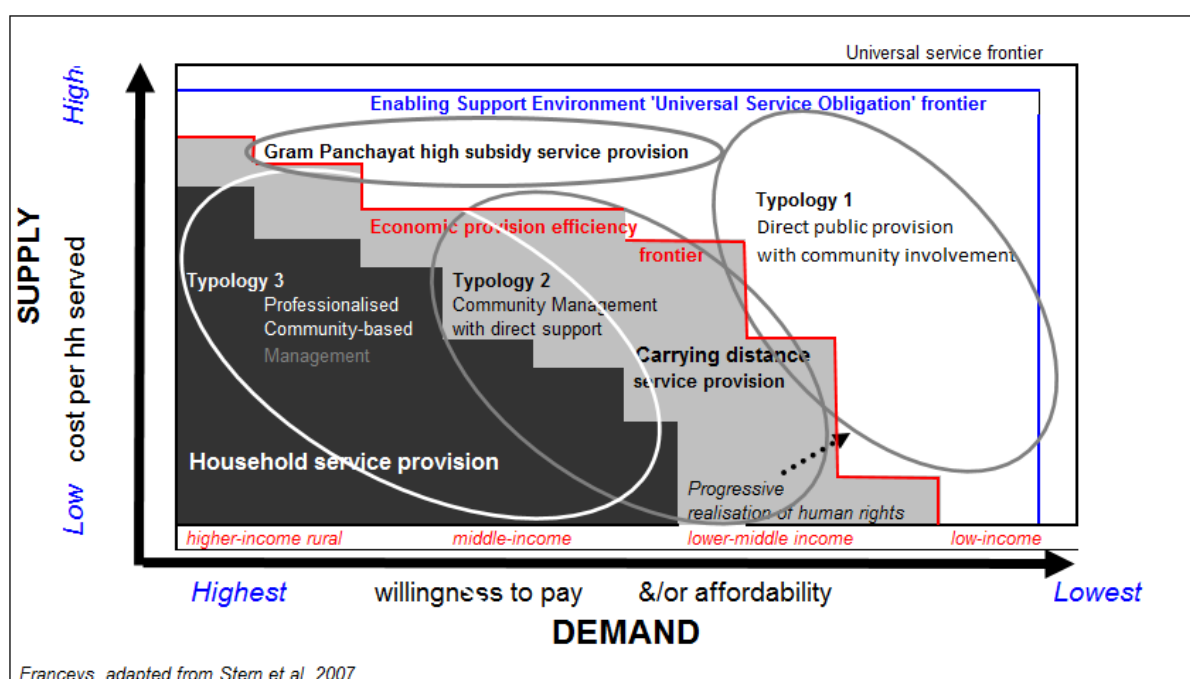 Universal service frontier
High
Enabling Support Environment 'Universal Service Obligation' frontier
Gram Panchayat high subsidy service provision
Typology 1
Direct public provision
with community involvement
SUPPLY
cost per hh served
Low
Economic provision efficiency
frontier
Typology 3
Professionalised
Community-based
Management
Typology 2
Community Management
with direct support
Carrying distance
service provision
Household service provision
Progressive
realisation of human rights
higher-income rural
middle-income
lower-middle income
low-income
Highest
willingness to pay
&/or affordability
Lowest
DEMAND
Franceys, adapted from Stern et al, 2007